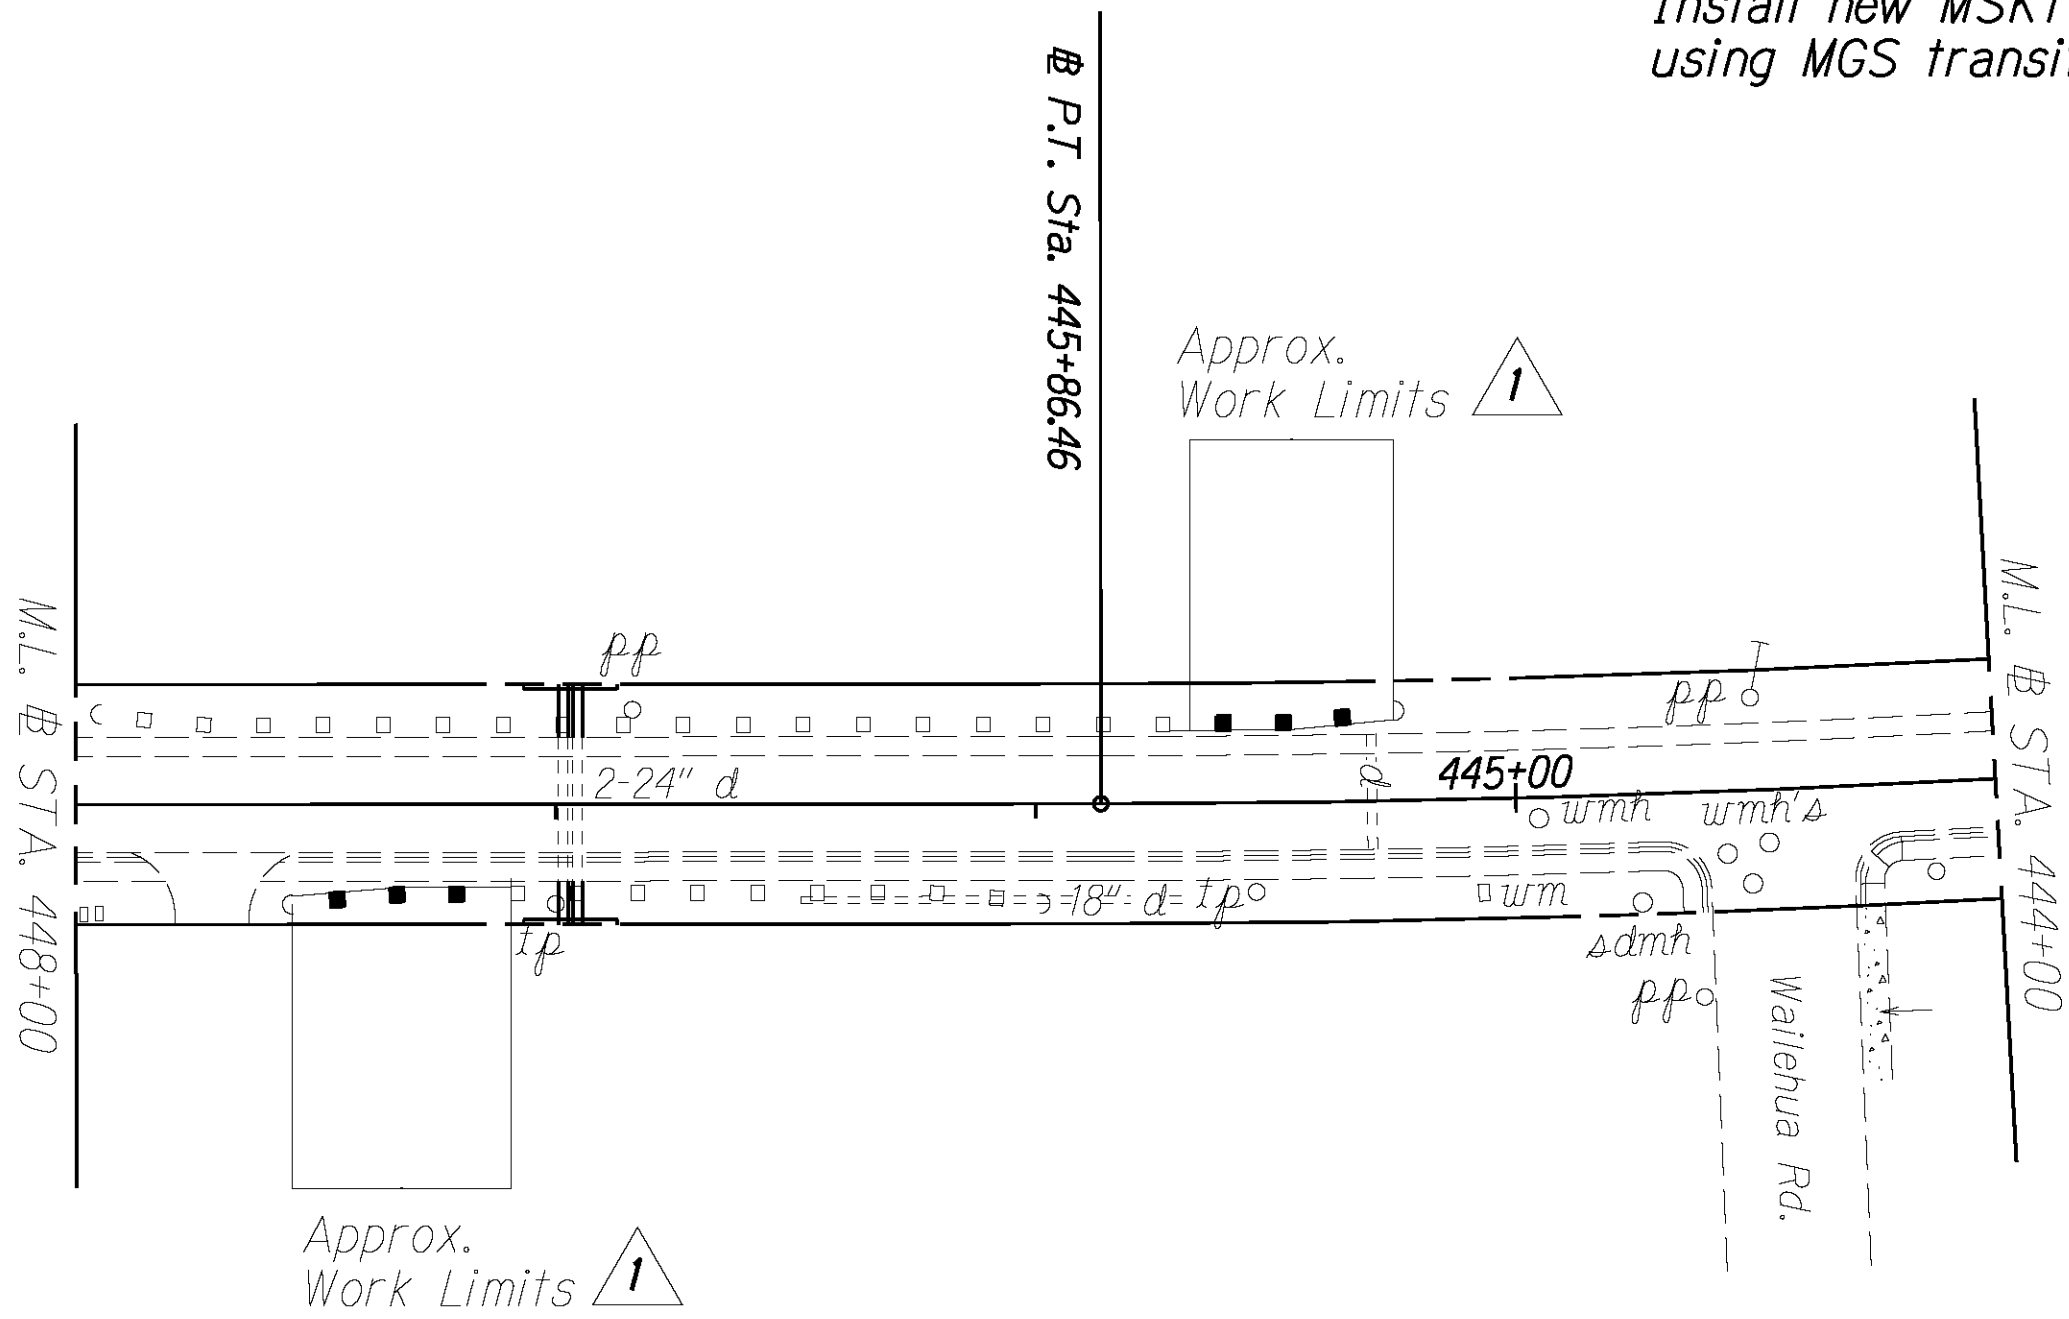 Install new MSKT
using MGS transi
P.T. Sta. 445+86.46
Approx.
Work Limits 1
M.L. STA. 448+00
M.L. STA. 444+00
pp
pp
2-24" d
d
445+00
wmh
wmh's
tp
18" d
tp
wm
sdmh
pp
Wailehua Rd.
Approx.
Work Limits 1